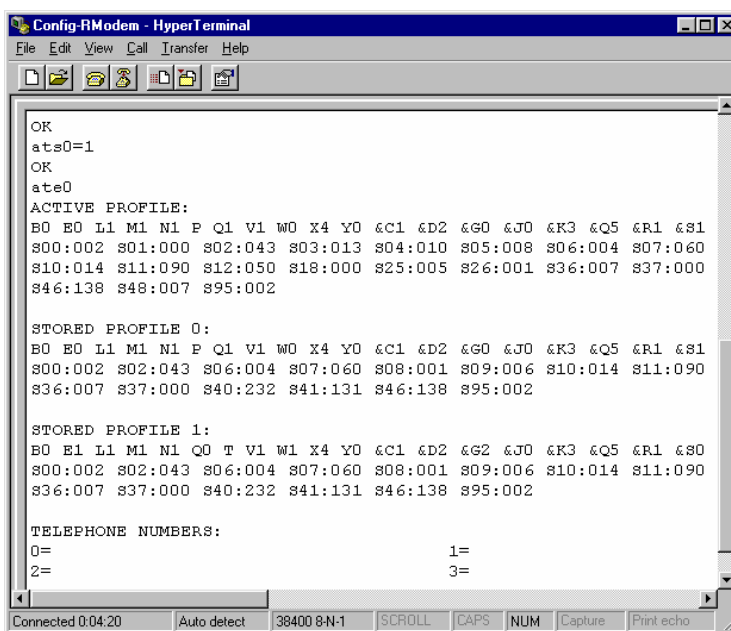 Config-RModem - HyperTerminal
File Edit View Call Transfer Help
OK
ats0=1
OK
ate0
ACTIVE PROFILE:
B0 E0 L1 M1 N1 P Q1 V1 W0 X4 Y0 &C1 &D2 &G0 &J0 &K3 &Q5 &R1 &S1
S00:002 S01:000 S02:043 S03:013 S04:010 S05:008 S06:004 S07:060
S10:014 S11:090 S12:050 S18:000 S25:005 S26:001 S36:007 S37:000
S46:138 S48:007 S95:002
STORED PROFILE 0:
B0 E0 L1 M1 N1 P Q1 V1 W0 X4 Y0 &C1 &D2 &G0 &J0 &K3 &Q5 &R1 &S1
S00:002 S02:043 S06:004 S07:060 S08:001 S09:006 S10:014 S11:090
S36:007 S37:000 S40:232 S41:131 S46:138 S95:002
STORED PROFILE 1:
B0 E1 L1 M1 N1 Q0 T V1 W1 X4 Y0 &C1 &D2 &G2 &J0 &K3 &Q5 &R1 &S0
S00:002 S02:043 S06:004 S07:060 S08:001 S09:006 S10:014 S11:090
S36:007 S37:000 S40:232 S41:131 S46:138 S95:002
TELEPHONE NUMBERS:
0= 1=
2= 3=
Connected 0:04:20 Auto detect 38400 8-N-1 SCROLL CAPS NUM Capture Print echo